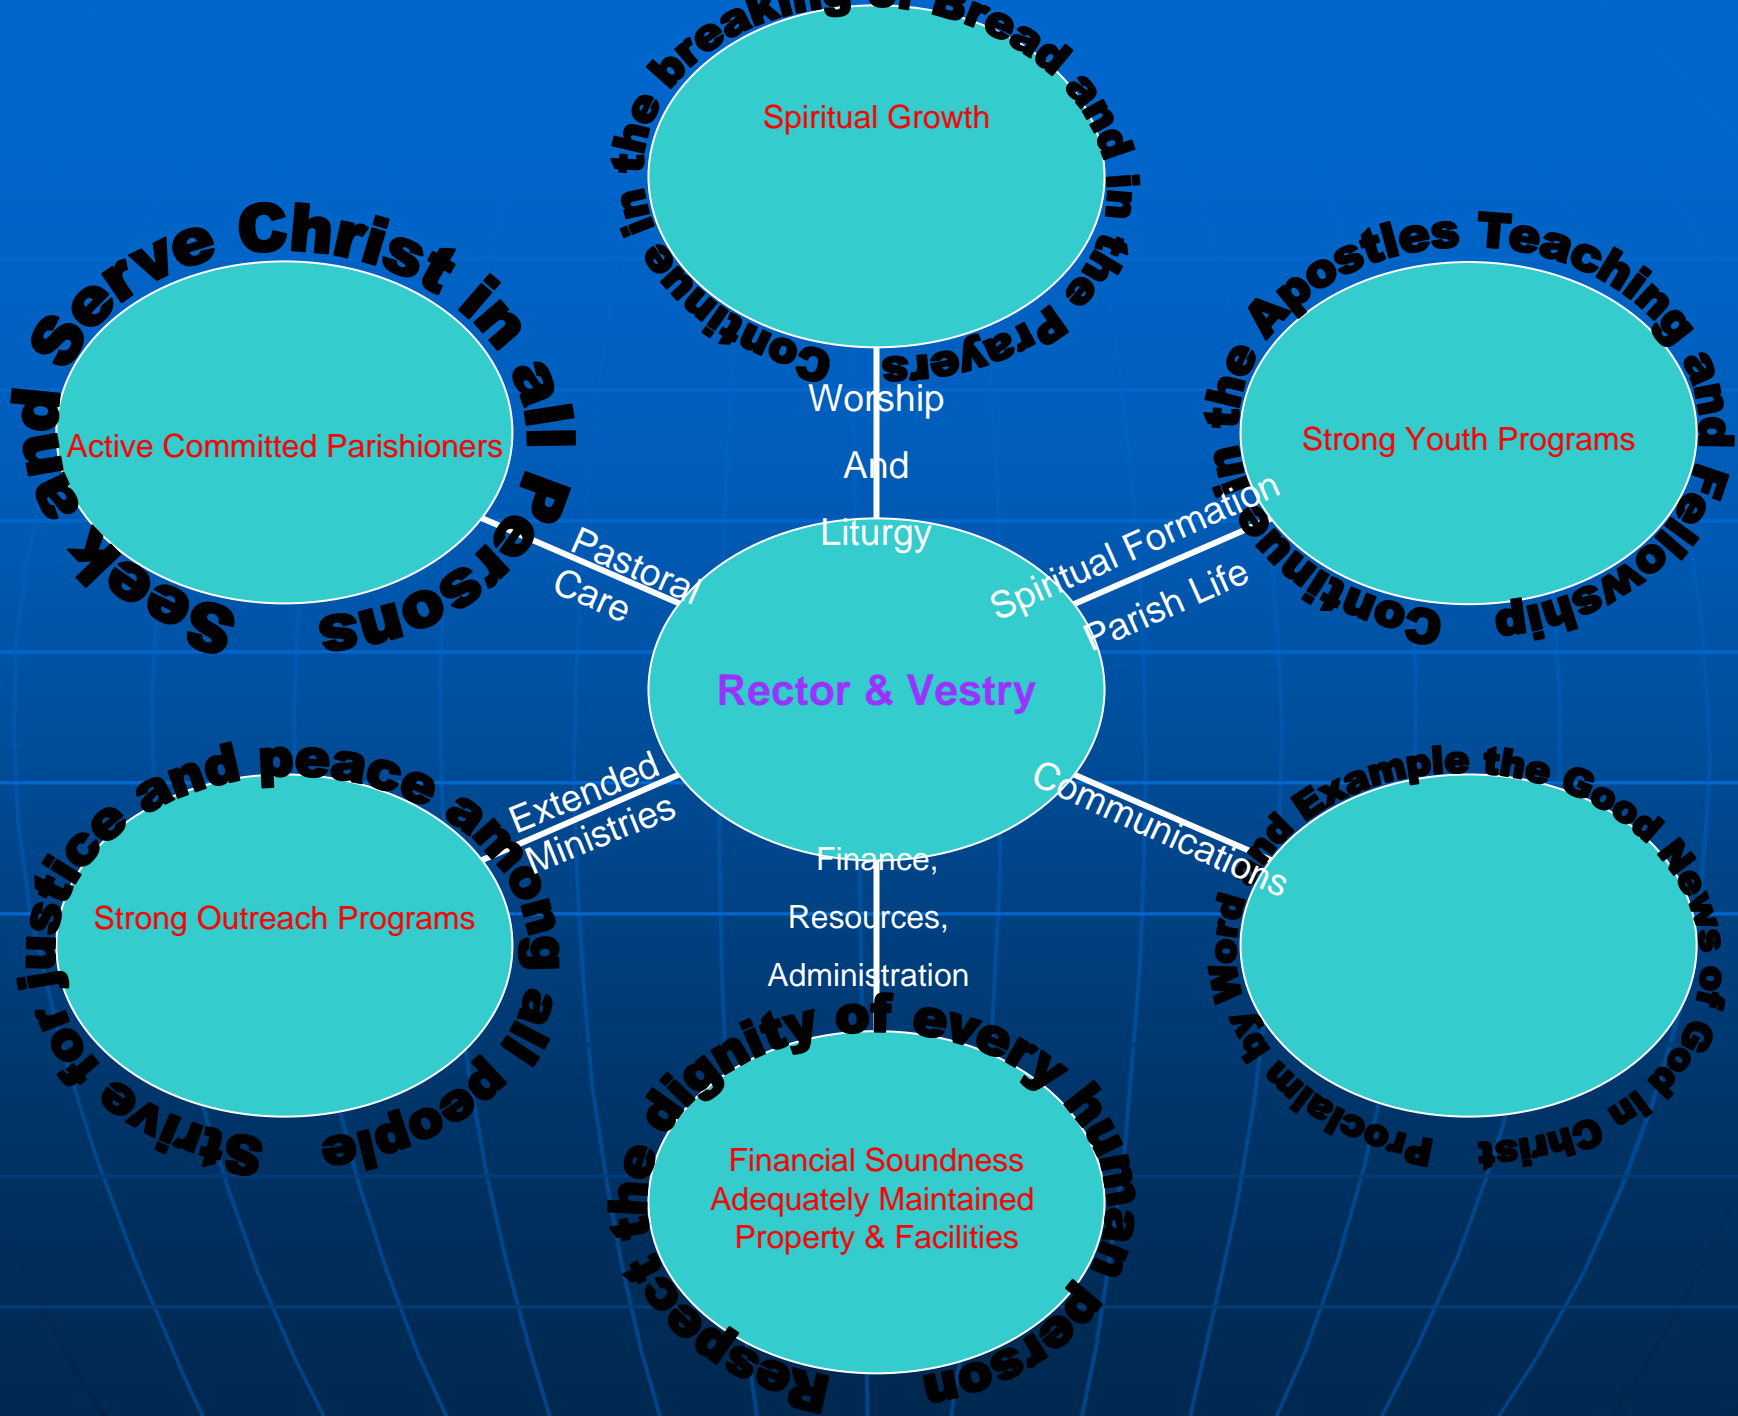 Continue in the breaking of Bread and in the Prayers
Spiritual Growth
Worship
And
Liturgy
Seek and Serve Christ in all Persons
Active Committed Parishioners
Pastoral
Care
Continue in the Apostles Teaching and Fellowship
Strong Youth Programs
Spiritual Formation
Parish Life
Rector & Vestry
Strive for justice and peace among all people
Strong Outreach Programs
Extended
Ministries
Proclaim by Word and Example the Good News of God in Christ
Communications
Finance,
Resources,
Administration
Respect the dignity of every human person
Financial Soundness
Adequately Maintained
Property & Facilities